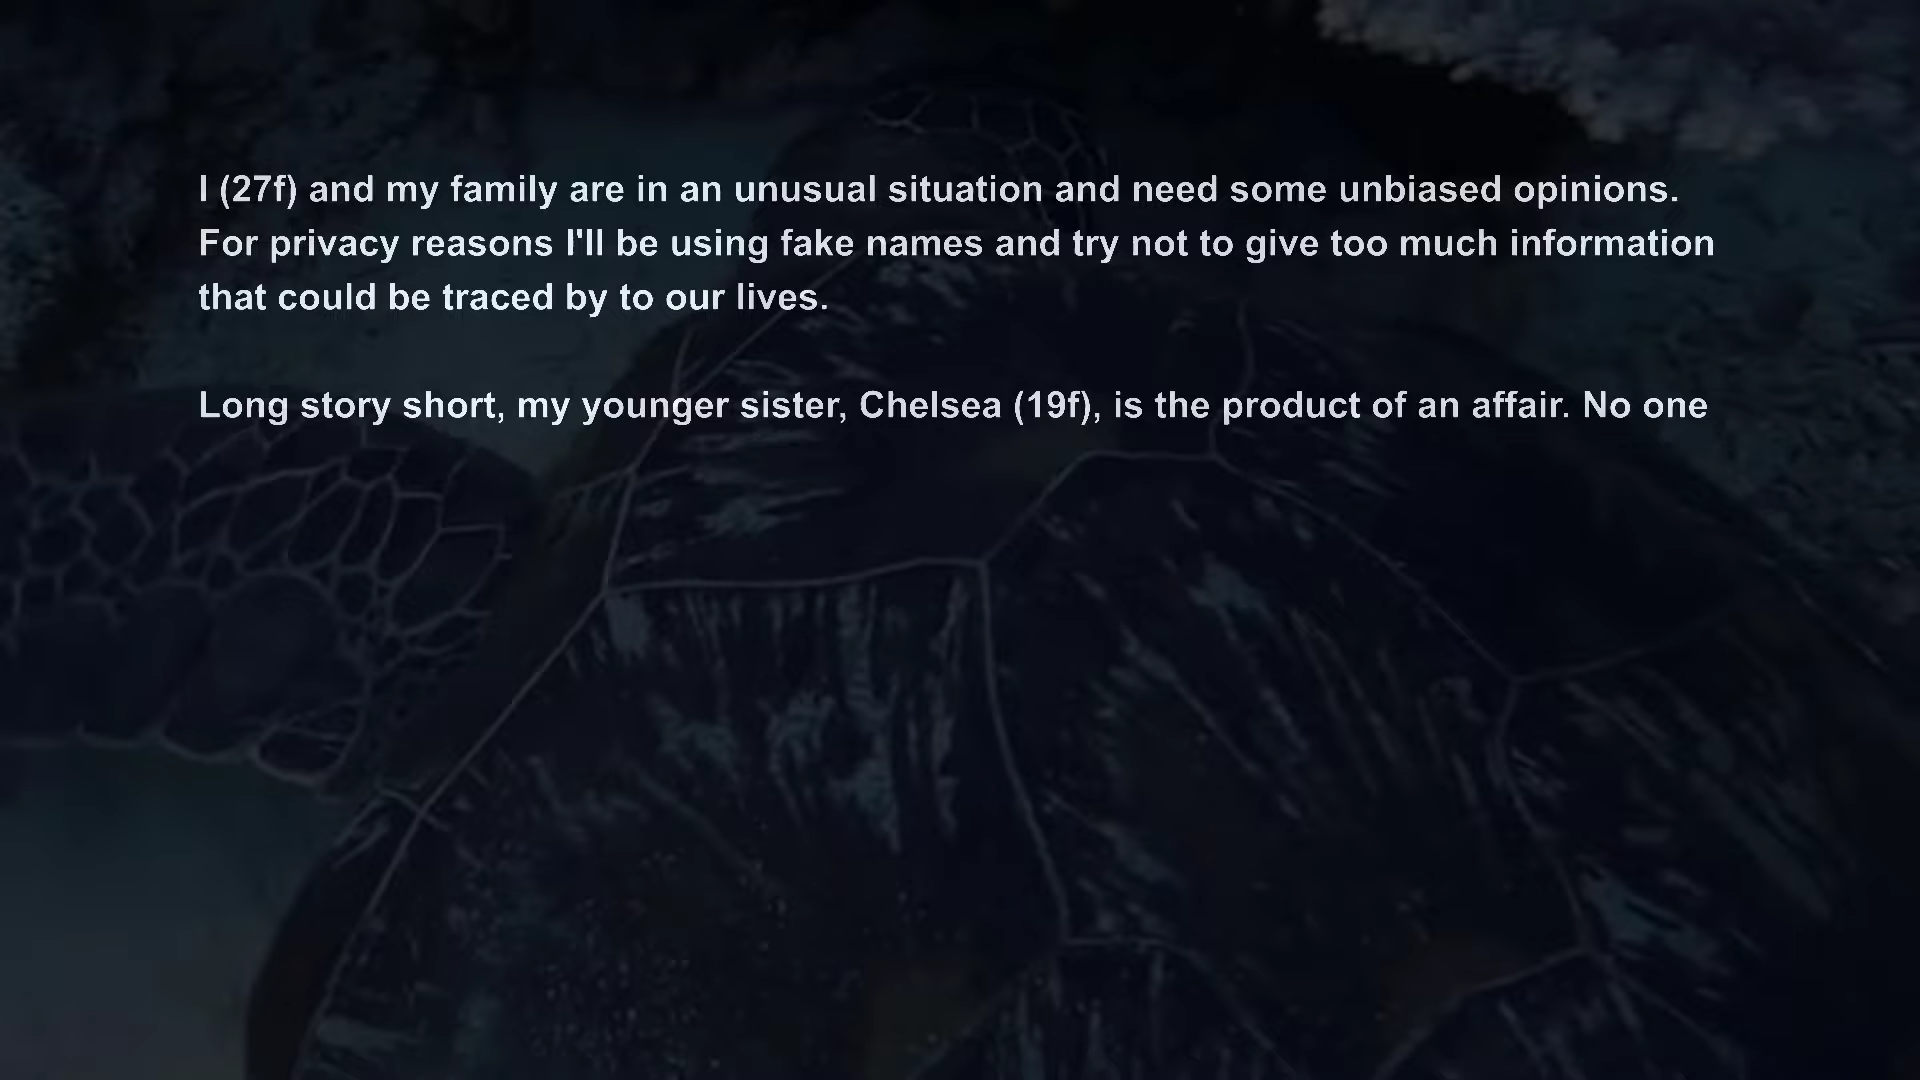 I (27f) and my family are in an unusual situation and need some unbiased opinions.
For privacy reasons I'll be using fake names and try not to give too much information
that could be traced by to our lives.
Long story short, my younger sister, Chelsea (19f), is the product of an affair. No one